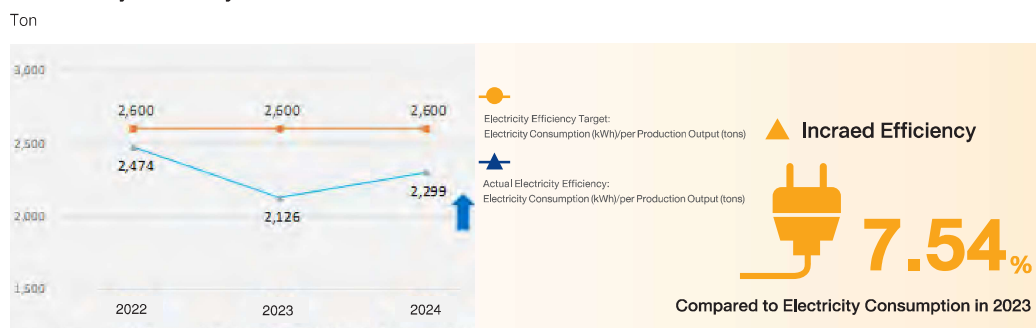 Ton
3,000
2,600 2,600 2,600
2,500
2,474
2,299
2,126
2,000
1,500
2022 2023 2024
Electricity Efficiency Target:
Electricity Consumption (kWh)/per Production Output (tons)
Actual Electricity Efficiency:
Electricity Consumption (kWh)/per Production Output (tons)
Incraed Efficiency
7.54%
Compared to Electricity Consumption in 2023